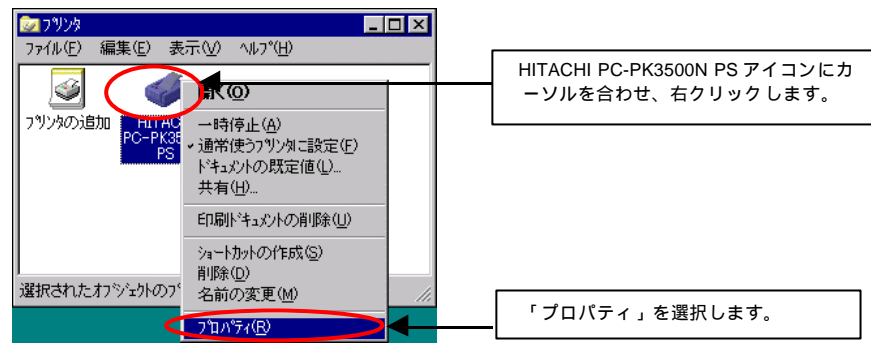 プリンタ
ファイル(F) 編集(E) 表示(V) ヘルプ(H)
プリンタの追加
HITAC
PC-PK35
PS
開く(O)
一時停止(A)
通常使うプリンタに設定(F)
ドキュメントの既定値(L)...
共有(H)...
印刷ドキュメントの削除(U)
ショートカットの作成(S)
削除(D)
名前の変更(M)
プロパティ(R)
選択されたオブジェクトのプ
HITACHI PC-PK3500N PS アイコンにカ
ーソルを合わせ、右クリックします。
「プロパティ」を選択します。